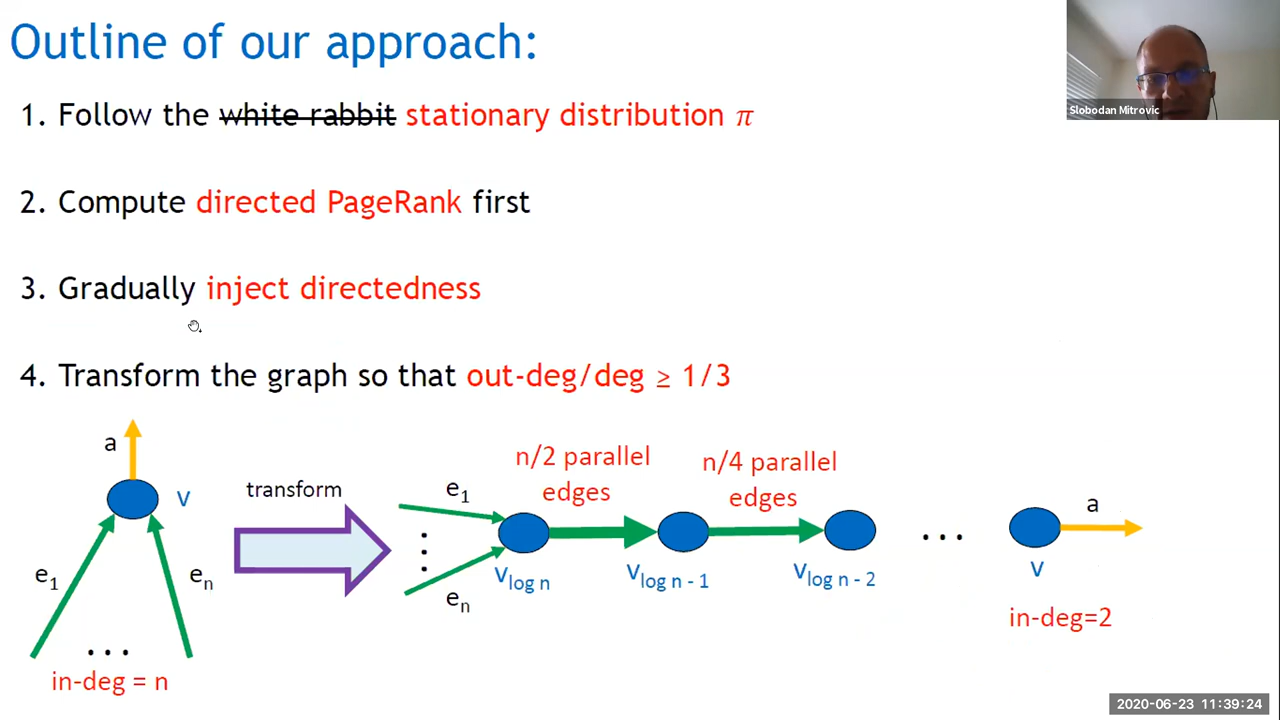 Outline of our approach:
Slobodan Mitrovic
1. Follow the white rabbit stationary distribution π
2. Compute directed PageRank first
3. Gradually inject directedness
4. Transform the graph so that out-deg/deg ≥ 1/3
a
v
e1
en
...
in-deg = n
transform
e1
⋮
en
n/2 parallel
edges
n/4 parallel
edges
vlog n
vlog n - 1
vlog n - 2
...
a
v
in-deg=2
2020-06-23 11:39:24